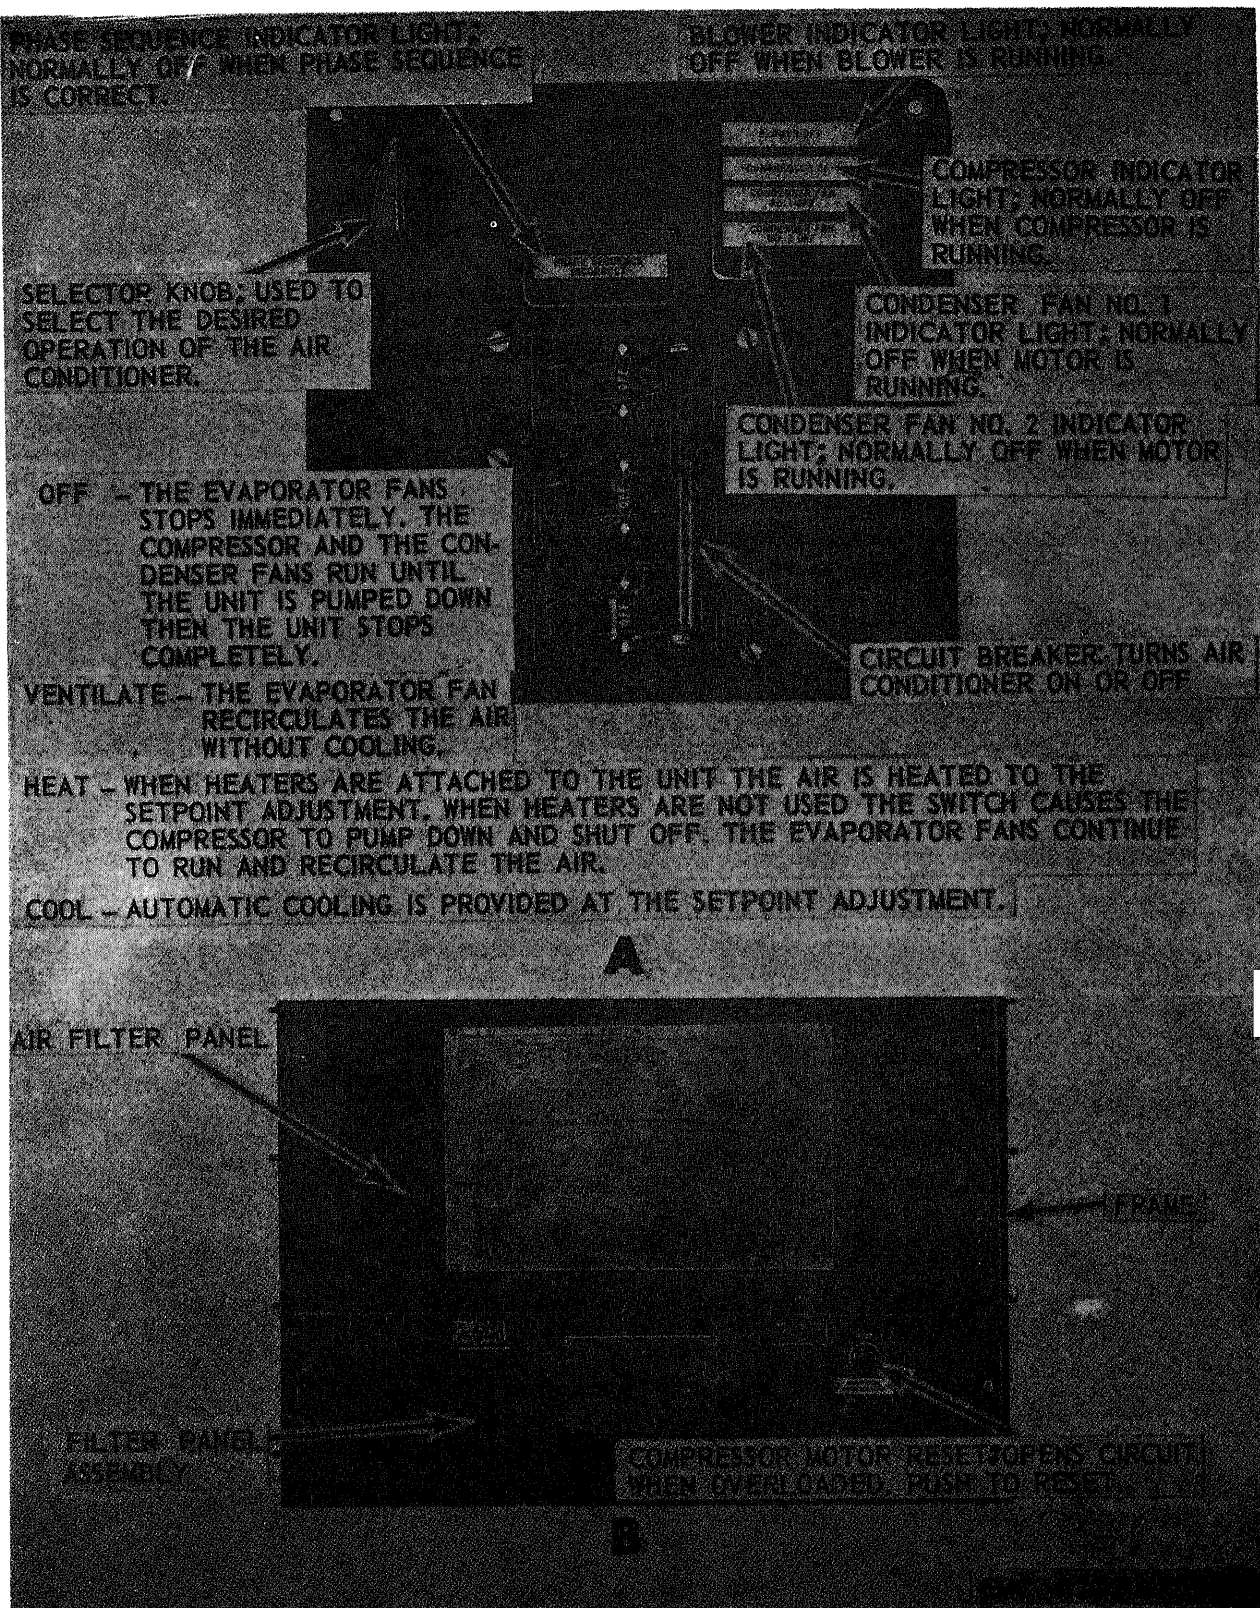 PHASE SEQUENCE INDICATOR LIGHT;
NORMALLY OFF WHEN PHASE SEQUENCE
IS CORRECT.
BLOWER INDICATOR LIGHT; NORMALLY
OFF WHEN BLOWER IS RUNNING.
COMPRESSOR INDICATOR
LIGHT; NORMALLY OFF
WHEN COMPRESSOR IS
RUNNING.
SELECTOR KNOB; USED TO
SELECT THE DESIRED
OPERATION OF THE AIR
CONDITIONER.
CONDENSER FAN NO. 1
INDICATOR LIGHT; NORMALLY
OFF WHEN MOTOR IS
RUNNING.
CONDENSER FAN NO. 2 INDICATOR
LIGHT; NORMALLY OFF WHEN MOTOR
IS RUNNING.
OFF – THE EVAPORATOR FANS
STOPS IMMEDIATELY. THE
COMPRESSOR AND THE CON-
DENSER FANS RUN UNTIL
THE UNIT IS PUMPED DOWN
THEN THE UNIT STOPS
COMPLETELY.
CIRCUIT BREAKER; TURNS AIR
CONDITIONER ON OR OFF
VENTILATE – THE EVAPORATOR FAN
RECIRCULATES THE AIR
WITHOUT COOLING.
HEAT – WHEN HEATERS ARE ATTACHED TO THE UNIT THE AIR IS HEATED TO THE
SETPOINT ADJUSTMENT. WHEN HEATERS ARE NOT USED THE SWITCH CAUSES THE
COMPRESSOR TO PUMP DOWN AND SHUT OFF. THE EVAPORATOR FANS CONTINUE
TO RUN AND RECIRCULATE THE AIR.
COOL – AUTOMATIC COOLING IS PROVIDED AT THE SETPOINT ADJUSTMENT.
A
AIR FILTER PANEL
FRAME
FILTER PANEL
ASSEMBLY
COMPRESSOR MOTOR RESET; OPENS CIRCUIT
WHEN OVERLOADED. PUSH TO RESET.
B